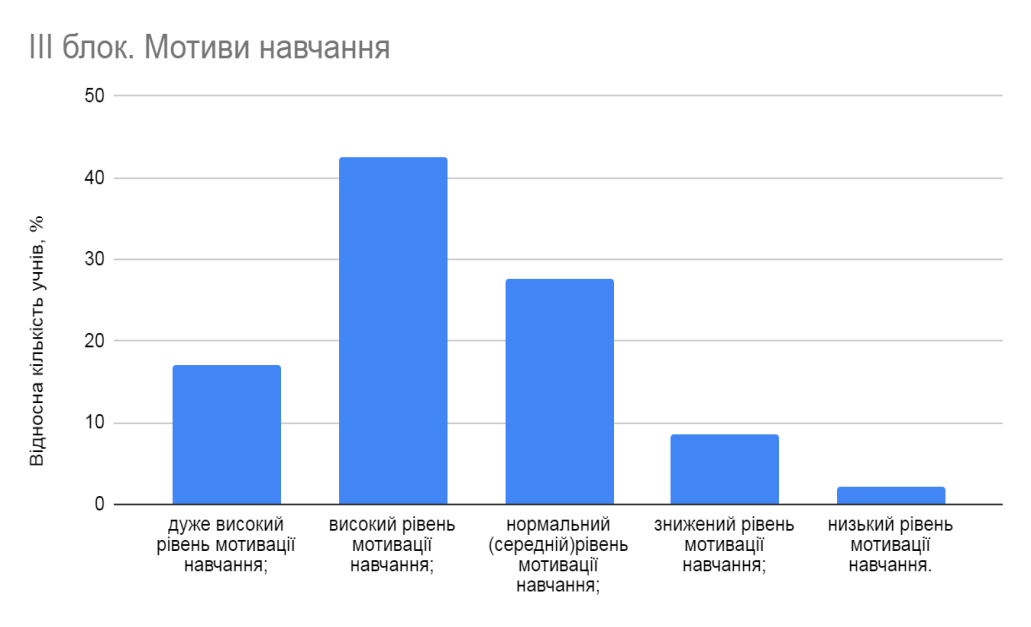 III блок. Мотиви навчання
Відносна кількість учнів, %
50
40
30
20
10
0
дуже високий
рівень мотивації
навчання;
високий рівень
мотивації
навчання;
нормальний
(середній)рівень
мотивації
навчання;
знижений рівень
мотивації
навчання;
низький рівень
мотивації
навчання.